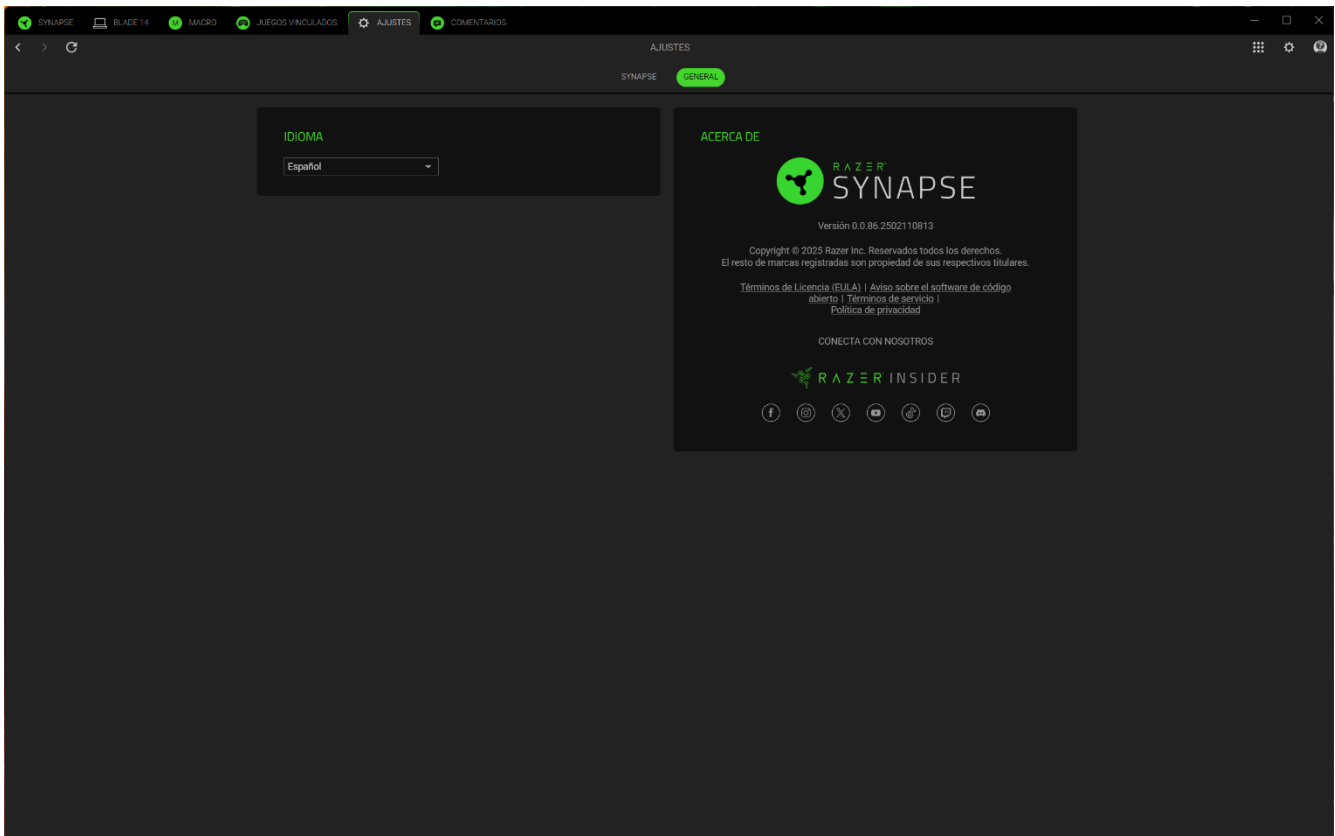 SYNAPSE
BLADE 14
MACRO
JUEGOS VINCULADOS
AJUSTES
COMENTARIOS
AJUSTES
SYNAPSE
GENERAL
IDIOMA
Español
ACERCA DE
RAZER
SYNAPSE
Versión 0.0.86.2502110813
Copyright © 2025 Razer Inc. Reservados todos los derechos.
El resto de marcas registradas son propiedad de sus respectivos titulares.
Términos de Licencia (EULA) | Aviso sobre el software de código
abierto | Términos de servicio |
Política de privacidad
CONECTA CON NOSOTROS
RAZER INSIDER